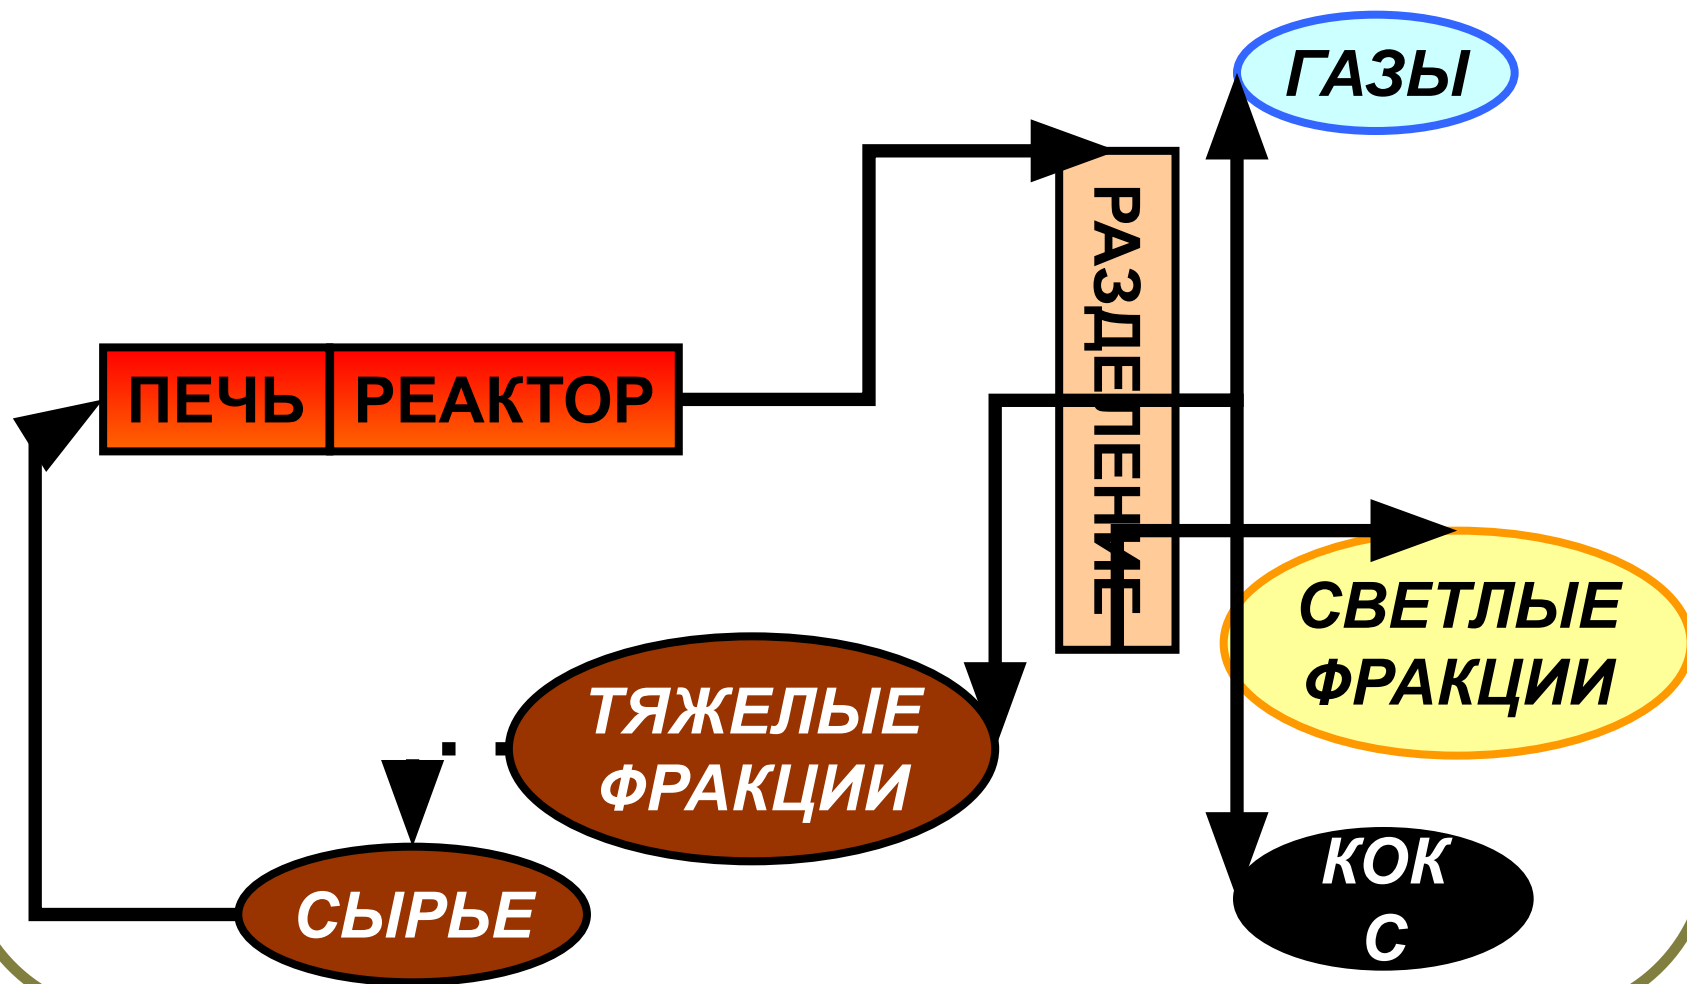 ГАЗЫ
РАЗДЕЛЕНИЕ
ПЕЧЬ
РЕАКТОР
СВЕТЛЫЕ
ФРАКЦИИ
ТЯЖЕЛЫЕ
ФРАКЦИИ
КОК
С
СЫРЬЕ